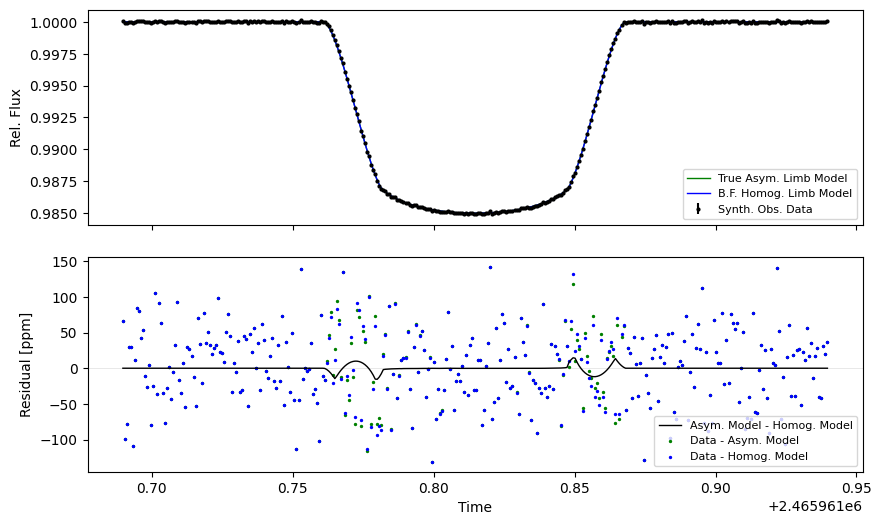 1.0000
0.9975
0.9950
0.9925
0.9900
0.9875
0.9850
Rel. Flux
True Asym. Limb Model
B.F. Homog. Limb Model
Synth. Obs. Data
150
100
50
0
−50
−100
Residual [ppm]
Asym. Model - Homog. Model
Data - Asym. Model
Data - Homog. Model
0.70
0.75
0.80
0.85
0.90
0.95
Time
+2.465961e6